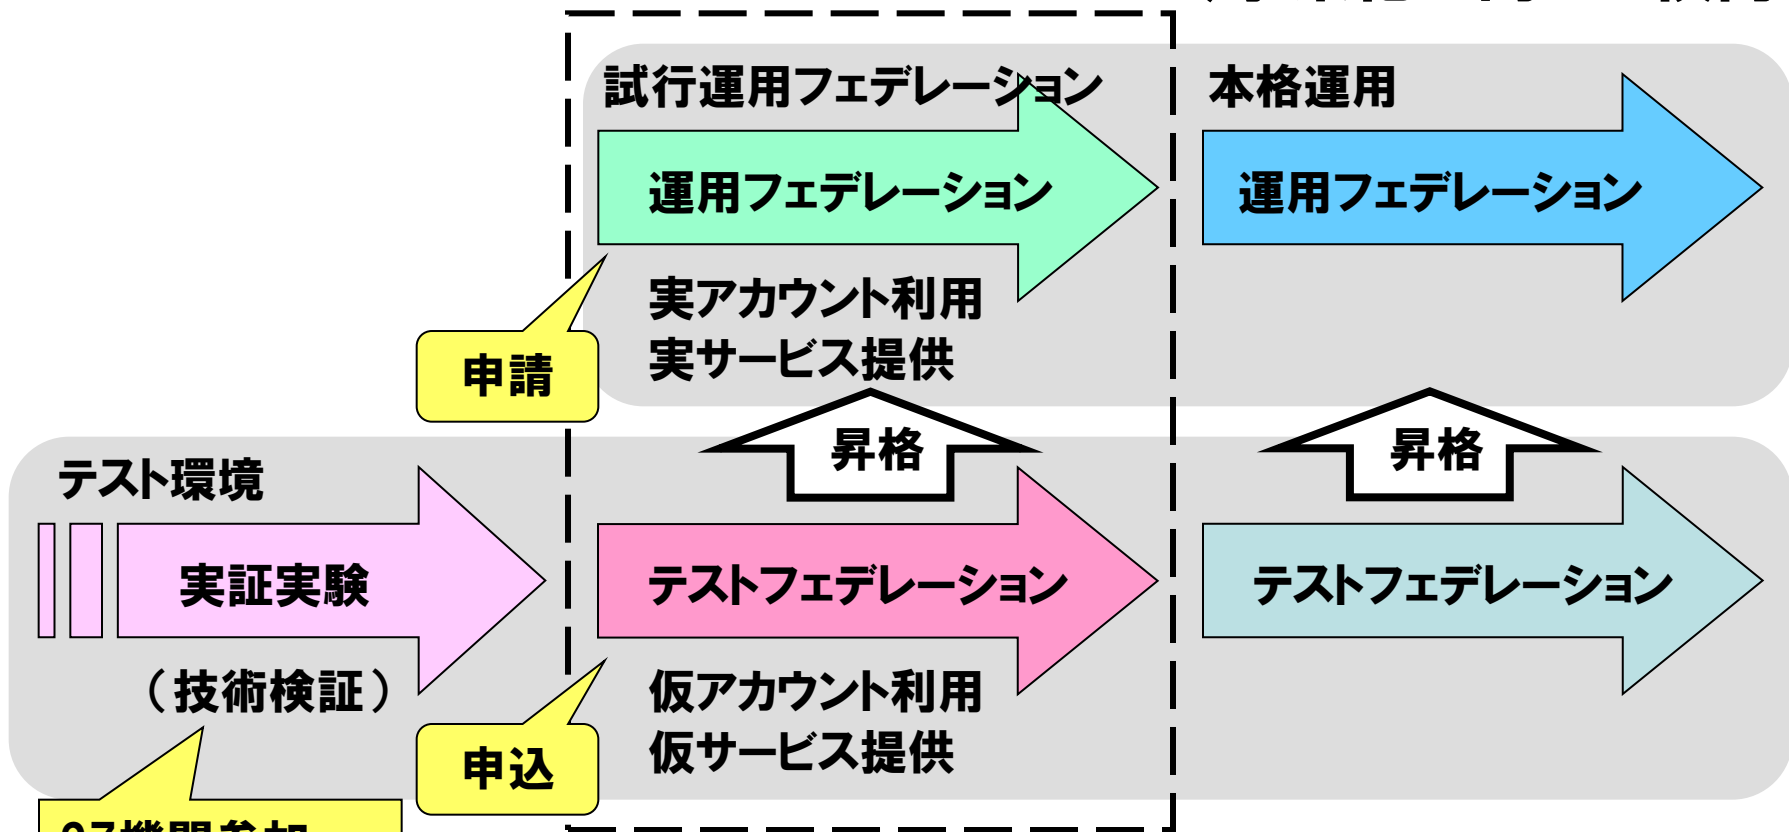 試行運用フェデレーション
本格運用
運用フェデレーション
運用フェデレーション
実アカウント利用
実サービス提供
申請
昇格
昇格
テスト環境
実証実験
テストフェデレーション
テストフェデレーション
（技術検証）
仮アカウント利用
仮サービス提供
申込
機関参加